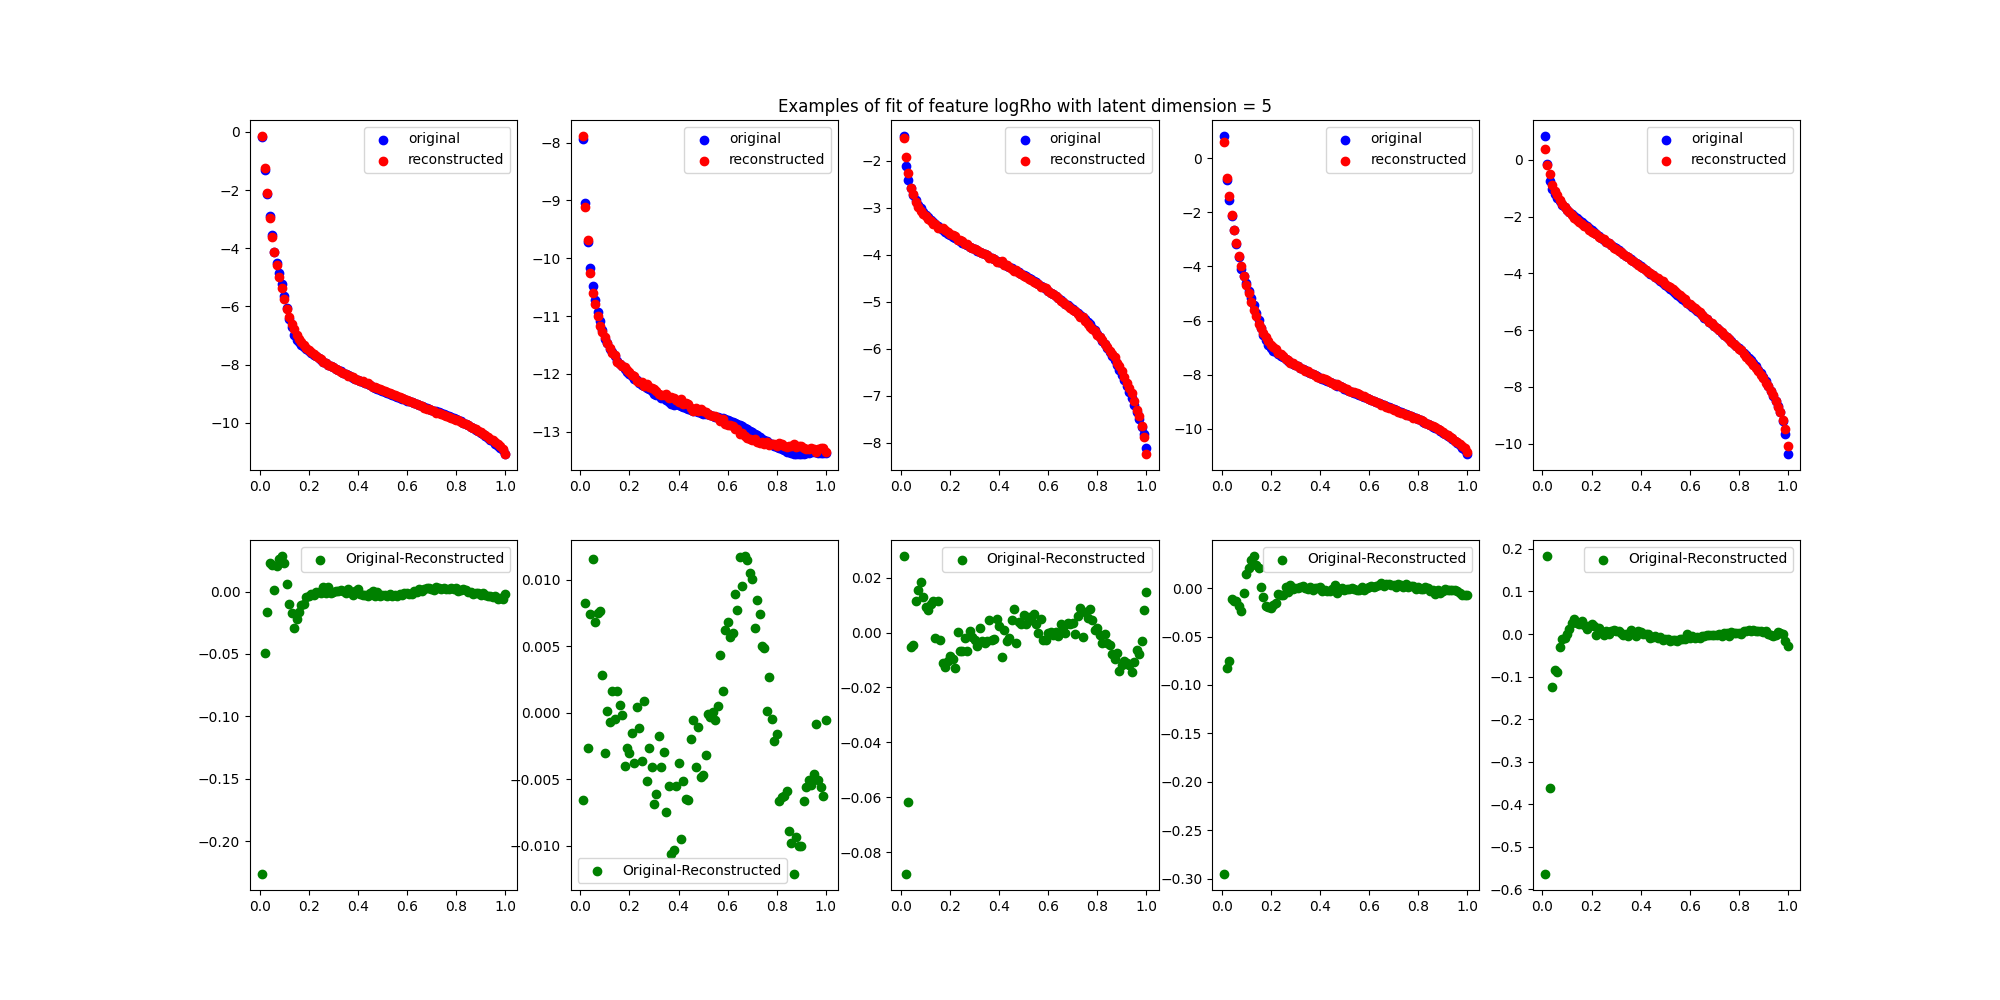 Examples of fit of feature logRho with latent dimension = 5
original
reconstructed
0
−2
−4
−6
−8
−10
0.0 0.2 0.4 0.6 0.8 1.0
original
reconstructed
−8
−9
−10
−11
−12
−13
0.0 0.2 0.4 0.6 0.8 1.0
original
reconstructed
−2
−3
−4
−5
−6
−7
−8
0.0 0.2 0.4 0.6 0.8 1.0
original
reconstructed
0
−2
−4
−6
−8
−10
0.0 0.2 0.4 0.6 0.8 1.0
original
reconstructed
0
−2
−4
−6
−8
−10
0.0 0.2 0.4 0.6 0.8 1.0
Original-Reconstructed
0.00
−0.05
−0.10
−0.15
−0.20
0.0 0.2 0.4 0.6 0.8 1.0
0.010
0.005
0.000
−0.005
−0.010
Original-Reconstructed
0.0 0.2 0.4 0.6 0.8 1.0
Original-Reconstructed
0.02
0.00
−0.02
−0.04
−0.06
−0.08
0.0 0.2 0.4 0.6 0.8 1.0
Original-Reconstructed
0.00
−0.05
−0.10
−0.15
−0.20
−0.25
−0.30
0.0 0.2 0.4 0.6 0.8 1.0
Original-Reconstructed
0.2
0.1
0.0
−0.1
−0.2
−0.3
−0.4
−0.5
−0.6
0.0 0.2 0.4 0.6 0.8 1.0